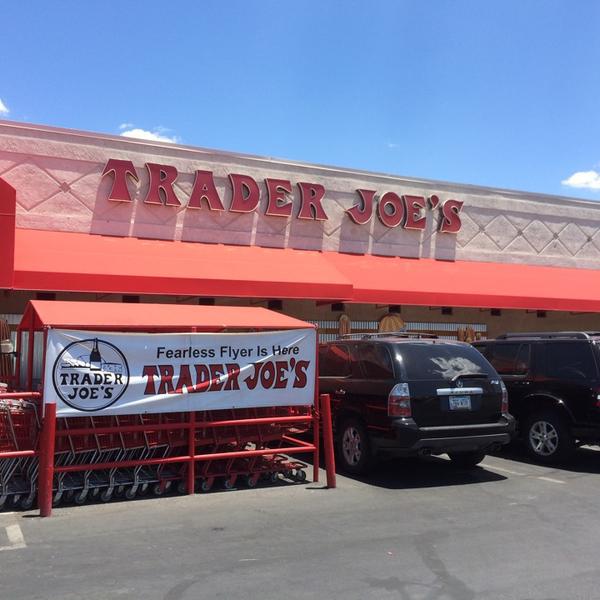 TRADER JOE'S
Fearless Flyer Is Here
TRADER JOE'S
TRADER
JOE'S